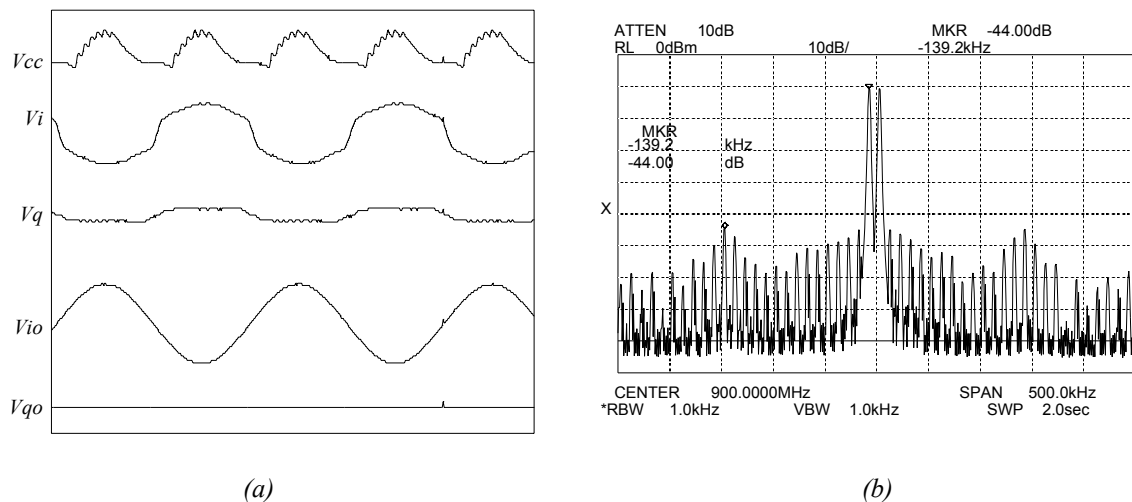 Vcc
Vi
Vq
Vio
Vqo
(a)
ATTEN 10dB MKR -44.00dB
RL 0dBm 10dB/ -139.2kHz
MKR
-139.2 kHz
-44.00 dB
X
CENTER 900.0000MHz SPAN 500.0kHz
*RBW 1.0kHz VBW 1.0kHz SWP 2.0sec
(b)